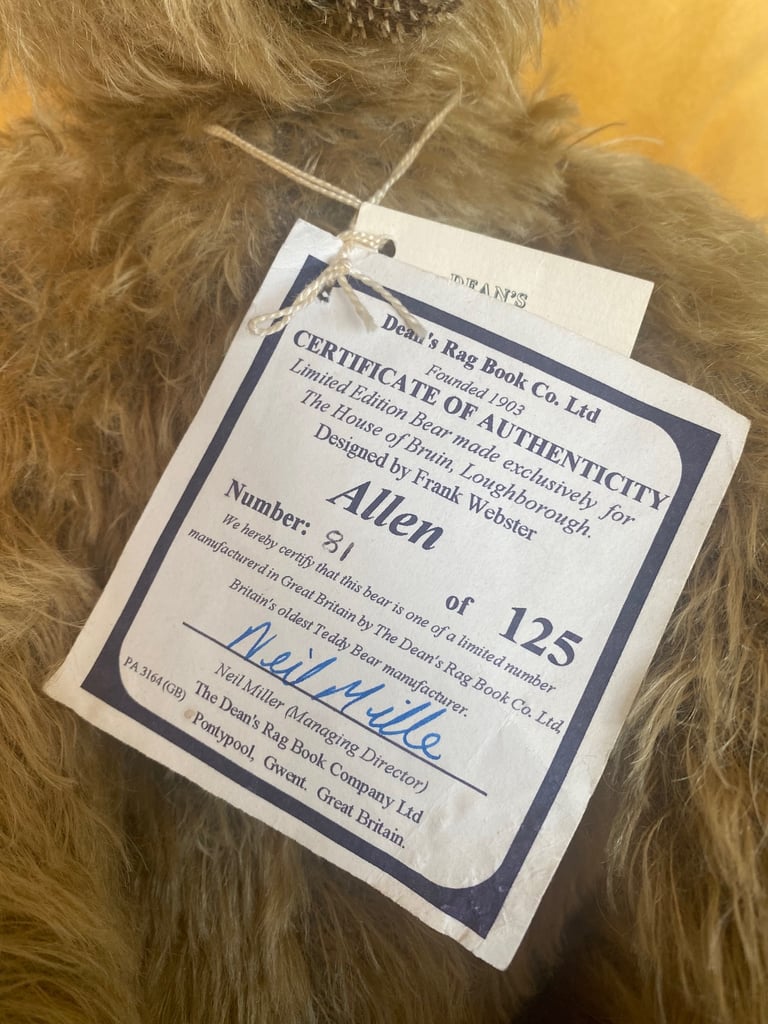 DEAN'S
Dean's Rag Book Co. Ltd
Founded 1903
CERTIFICATE OF AUTHENTICITY
Limited Edition Bear made exclusively for
The House of Bruin, Loughborough.
Designed by Frank Webster
Allen
Number: 81 of 125
We hereby certify that this bear is one of a limited number
manufacturerd in Great Britain by The Dean's Rag Book Co. Ltd,
Britain's oldest Teddy Bear manufacturer.
Neil Mille
Neil Miller (Managing Director)
PA 3164 (GB) The Dean's Rag Book Company Ltd
Pontypool, Gwent. Great Britain.